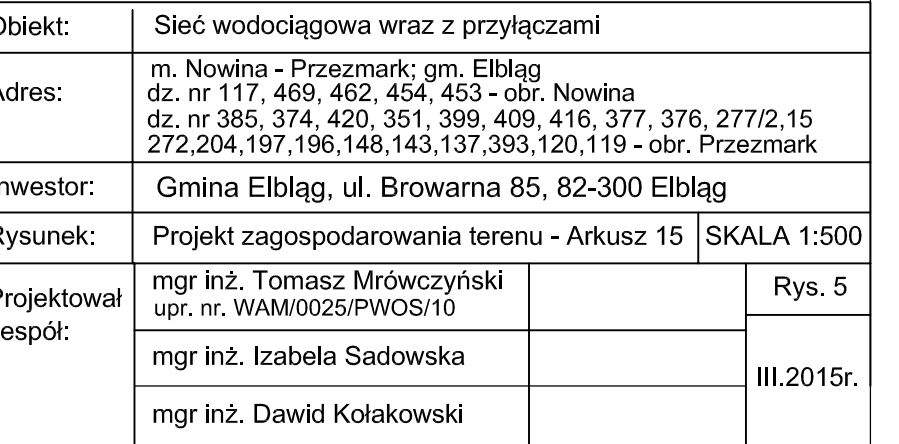 Obiekt: Sieć wodociągowa wraz z przyłączami
Adres: m. Nowina - Przezmark; gm. Elbląg
dz. nr 117, 469, 462, 454, 453 - obr. Nowina
dz. nr 385, 374, 420, 351, 399, 409, 416, 377, 376, 277/2,15
272,204,197,196,148,143,137,393,120,119 - obr. Przezmark
Inwestor: Gmina Elbląg, ul. Browarna 85, 82-300 Elbląg
Rysunek: Projekt zagospodarowania terenu - Arkusz 15 SKALA 1:500
Projektował
zespół:
mgr inż. Tomasz Mrówczyński
upr. nr. WAM/0025/PWOS/10
Rys. 5
mgr inż. Izabela Sadowska
III.2015r.
mgr inż. Dawid Kołakowski